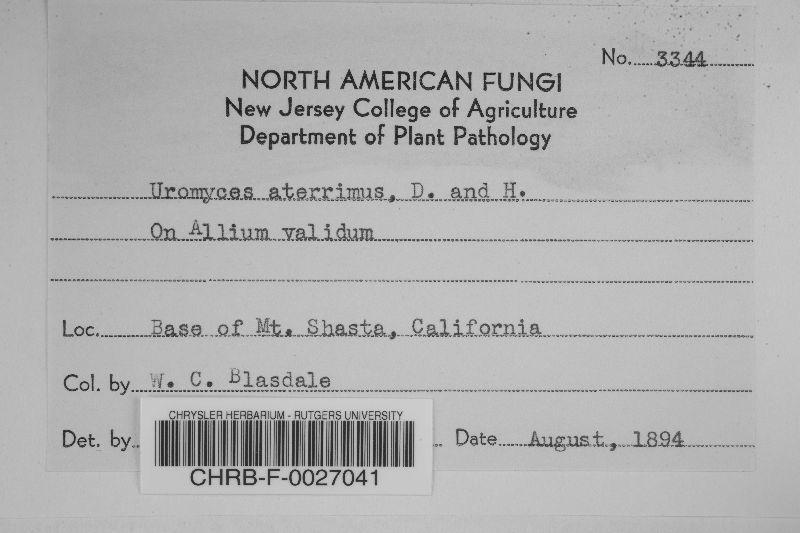 No. 3344
NORTH AMERICAN FUNGI
New Jersey College of Agriculture
Department of Plant Pathology
Uromyces aterrimus, D. and H.
On Allium validum
Loc. Base of Mt. Shasta, California
Col. by W. C. Blasdale
Det. by Date August, 1894
CHRYSLER HERBARIUM - RUTGERS UNIVERSITY
CHRB-F-0027041